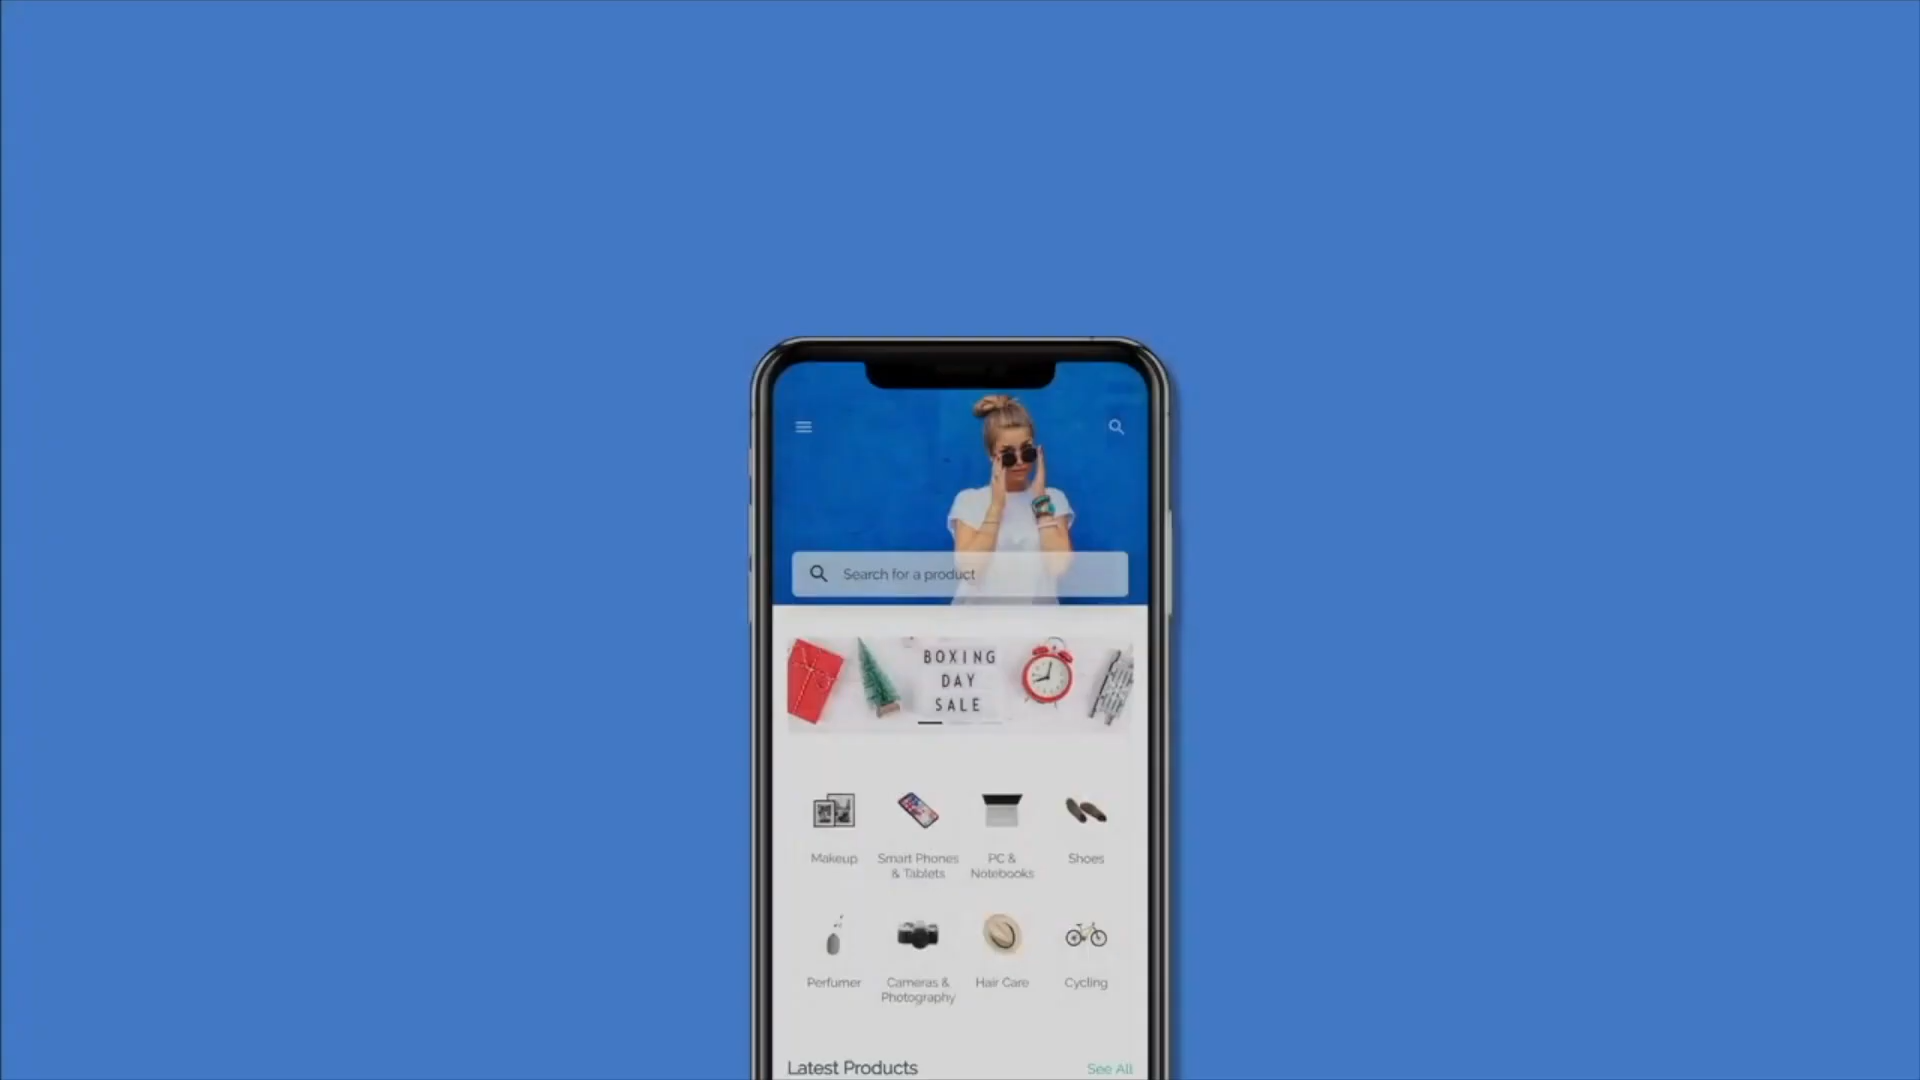 Search for a product
BOXING
DAY
SALE
Makeup
Smart Phones
& Tablets
PC &
Notebooks
Shoes
Perfumer
Cameras &
Photography
Hair Care
Cycling
Latest Products
See All